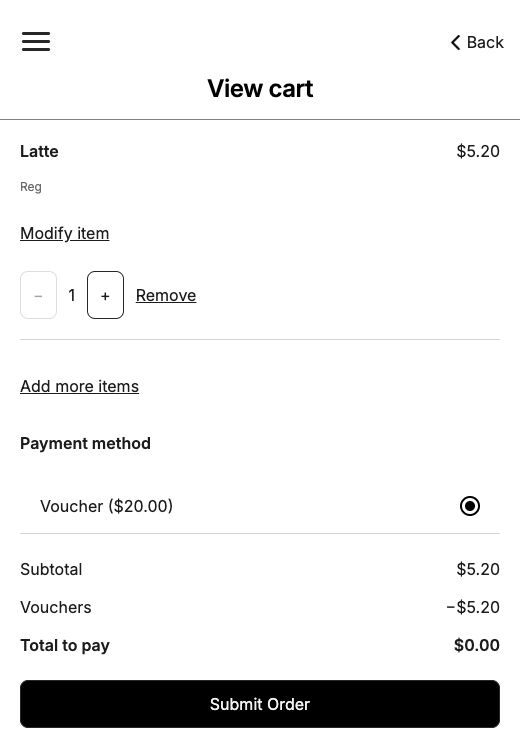 Back
View cart
Latte $5.20
Reg
Modify item
− 1 + Remove
Add more items
Payment method
Voucher ($20.00)
Subtotal $5.20
Vouchers −$5.20
Total to pay $0.00
Submit Order